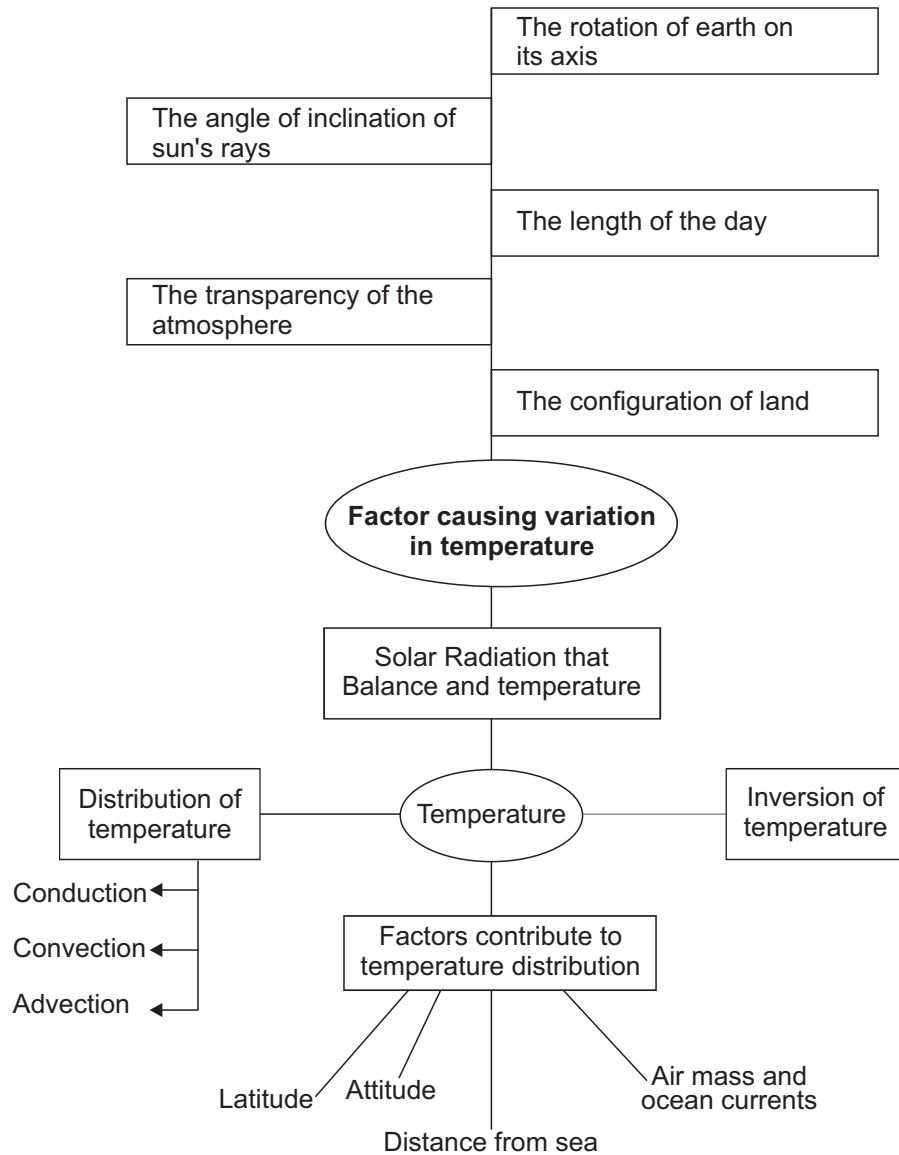 The rotation of earth on
its axis
The angle of inclination of
sun's rays
The length of the day
The transparency of the
atmosphere
The configuration of land
Factor causing variation
in temperature
Solar Radiation that
Balance and temperature
Distribution of
temperature
Temperature
Inversion of
temperature
Conduction
Convection
Advection
Factors contribute to
temperature distribution
Latitude
Attitude
Distance from sea
Air mass and
ocean currents